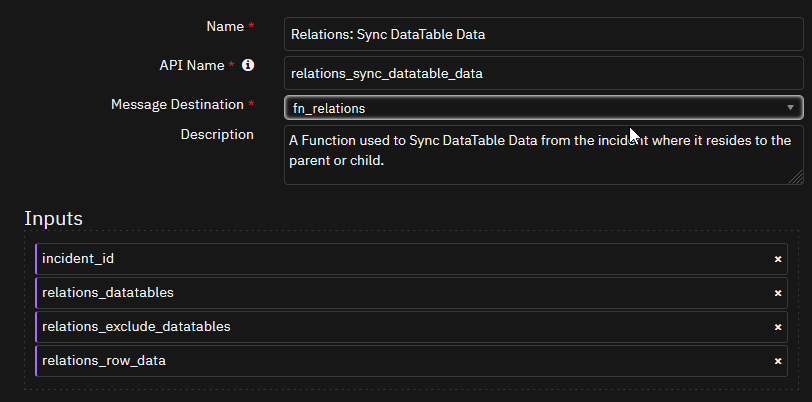 Name * Relations: Sync DataTable Data
API Name * i relations_sync_datatable_data
Message Destination * fn_relations
Description A Function used to Sync DataTable Data from the incident where it resides to the
parent or child.
Inputs
incident_id ×
relations_datatables ×
relations_exclude_datatables ×
relations_row_data ×